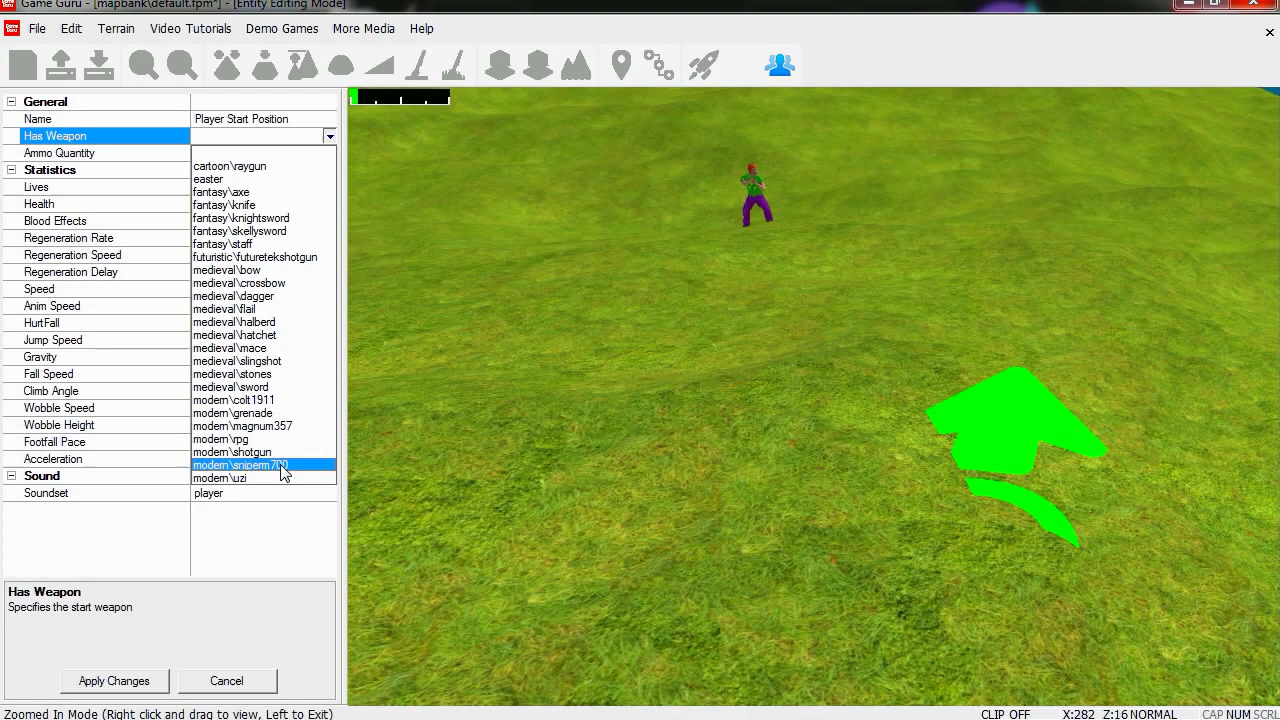 Game Guru - [mapbank\default.fpm*] - [Entity Editing Mode]
Game Guru File Edit Terrain Video Tutorials Demo Games More Media Help
General
Name Player Start Position
Has Weapon
Ammo Quantity
Statistics
Lives
Health
Blood Effects
Regeneration Rate
Regeneration Speed
Regeneration Delay
Speed
Anim Speed
HurtFall
Jump Speed
Gravity
Fall Speed
Climb Angle
Wobble Speed
Wobble Height
Footfall Pace
Acceleration
Sound
Soundset player
cartoon\raygun
easter
fantasy\axe
fantasy\knife
fantasy\knightsword
fantasy\skellysword
fantasy\staff
futuristic\futuretekshotgun
medieval\bow
medieval\crossbow
medieval\dagger
medieval\flail
medieval\halberd
medieval\hatchet
medieval\mace
medieval\slingshot
medieval\stones
medieval\sword
modern\colt1911
modern\grenade
modern\magnum357
modern\rpg
modern\shotgun
modern\sniperm700
modern\uzi
Has Weapon
Specifies the start weapon
Apply Changes Cancel
Zoomed In Mode (Right click and drag to view, Left to Exit) CLIP OFF X:282 Z:16 NORMAL CAP NUM SCRL